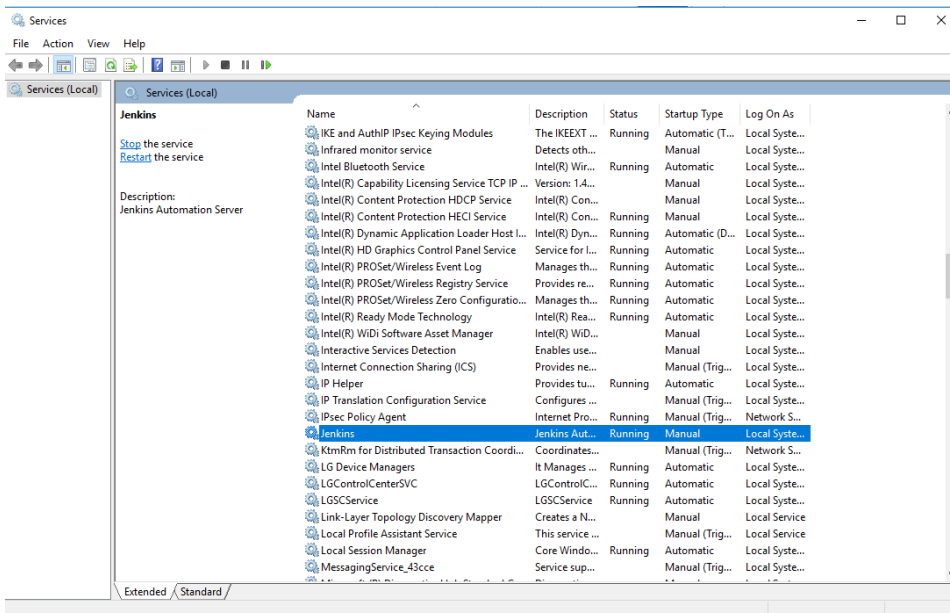 Services
File Action View Help
Services (Local)
Services (Local)
Jenkins
Stop the service
Restart the service
Description:
Jenkins Automation Server
Name Description Status Startup Type Log On As
IKE and AuthIP IPsec Keying Modules The IKEEXT ... Running Automatic (T... Local Syste...
Infrared monitor service Detects oth... Manual Local Syste...
Intel Bluetooth Service Intel(R) Wir... Running Automatic Local Syste...
Intel(R) Capability Licensing Service TCP IP ... Version: 1.4... Manual Local Syste...
Intel(R) Content Protection HDCP Service Intel(R) Con... Manual Local Syste...
Intel(R) Content Protection HECI Service Intel(R) Con... Running Manual Local Syste...
Intel(R) Dynamic Application Loader Host I... Intel(R) Dyn... Running Automatic (D... Local Syste...
Intel(R) HD Graphics Control Panel Service Service for I... Running Automatic Local Syste...
Intel(R) PROSet/Wireless Event Log Manages th... Running Automatic Local Syste...
Intel(R) PROSet/Wireless Registry Service Provides re... Running Automatic Local Syste...
Intel(R) PROSet/Wireless Zero Configuratio... Manages th... Running Automatic Local Syste...
Intel(R) Ready Mode Technology Intel(R) Rea... Running Automatic Local Syste...
Intel(R) WiDi Software Asset Manager Intel(R) WiD... Manual Local Syste...
Interactive Services Detection Enables use... Manual Local Syste...
Internet Connection Sharing (ICS) Provides ne... Manual (Trig... Local Syste...
IP Helper Provides tu... Running Automatic Local Syste...
IP Translation Configuration Service Configures ... Manual (Trig... Local Syste...
IPsec Policy Agent Internet Pro... Running Manual (Trig... Network S...
Jenkins Jenkins Aut... Running Manual Local Syste...
KtmRm for Distributed Transaction Coordi... Coordinates... Manual (Trig... Network S...
LG Device Managers It Manages ... Running Automatic Local Syste...
LGControlCenterSVC LGControlC... Running Automatic Local Syste...
LGSCService LGSCService Running Automatic Local Syste...
Link-Layer Topology Discovery Mapper Creates a N... Manual Local Service
Local Profile Assistant Service This service ... Manual (Trig... Local Service
Local Session Manager Core Windo... Running Automatic Local Syste...
MessagingService_43cce Service sup... Manual (Trig... Local Syste...
Extended Standard